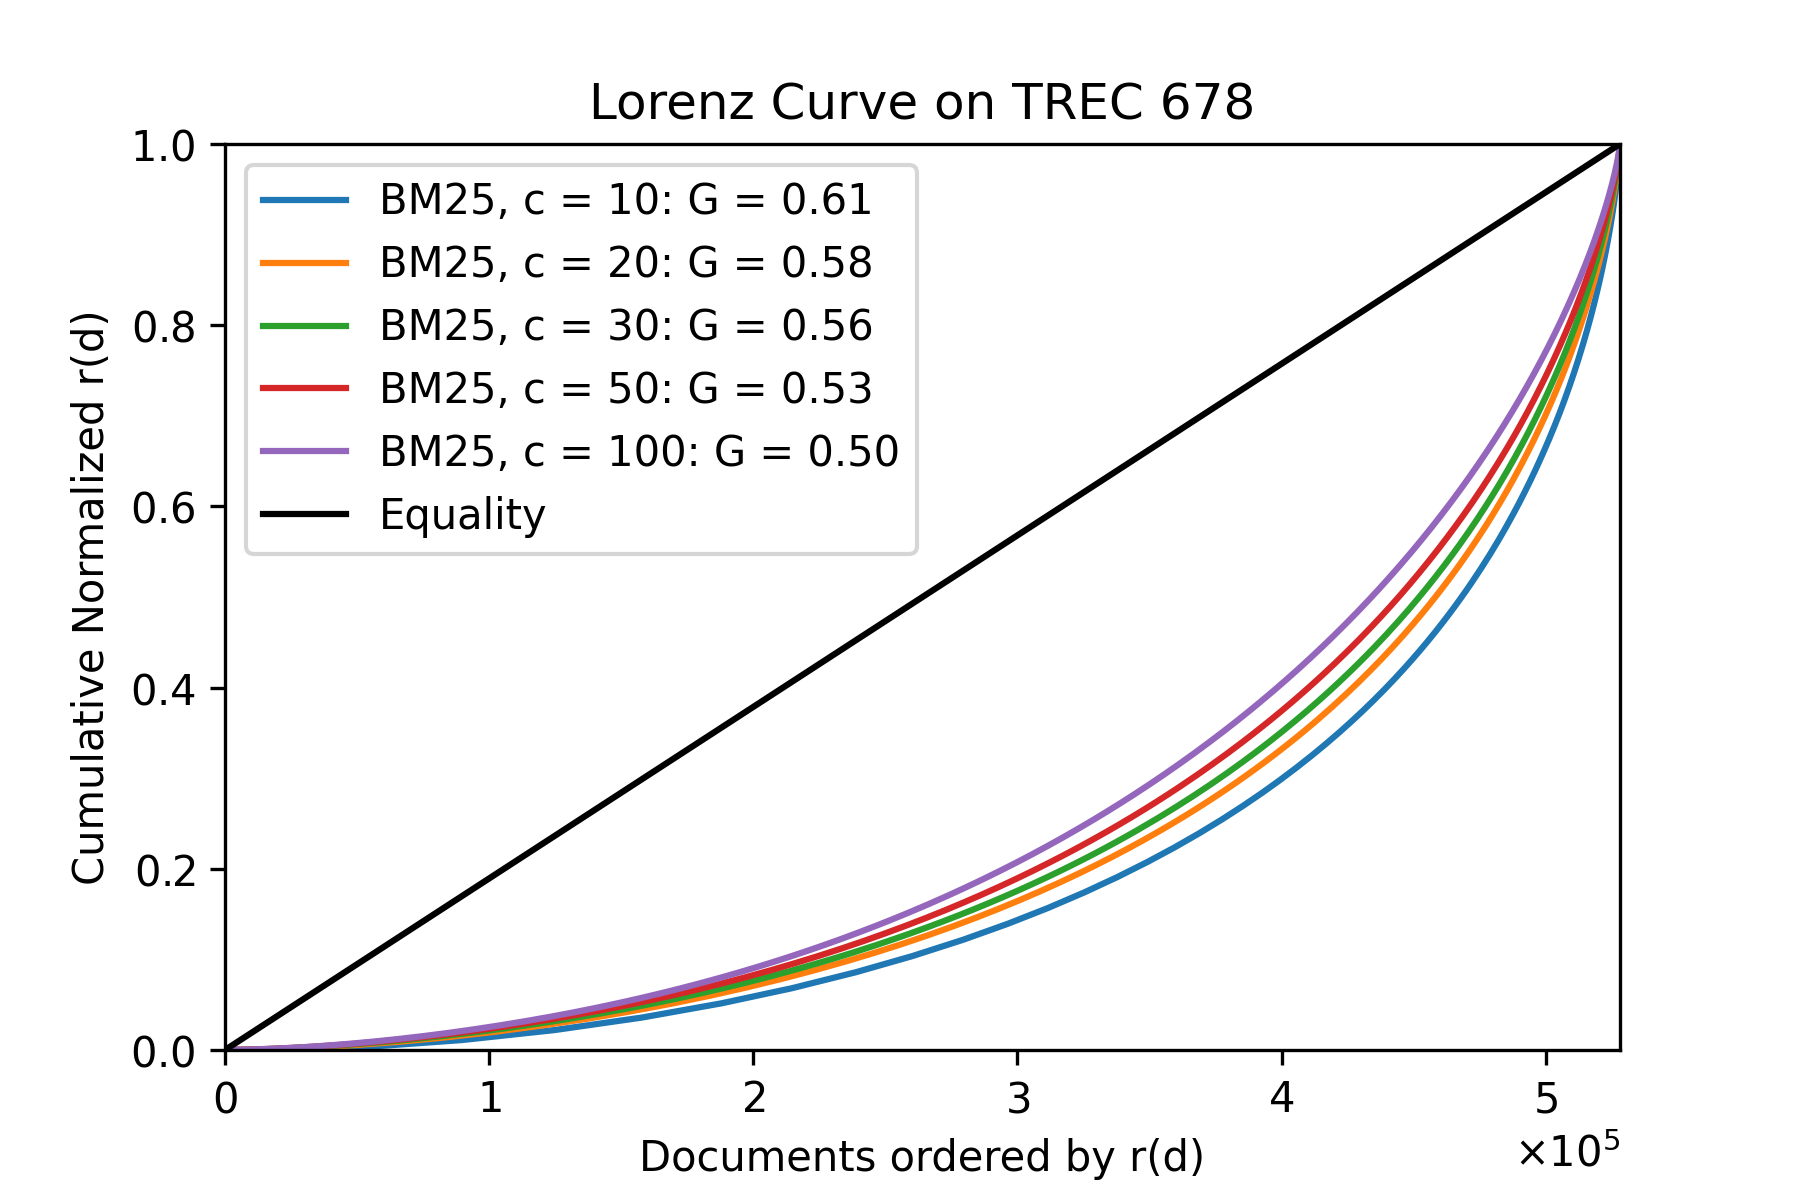 Lorenz Curve on TREC 678
BM25, c = 10: G = 0.61
BM25, c = 20: G = 0.58
BM25, c = 30: G = 0.56
BM25, c = 50: G = 0.53
BM25, c = 100: G = 0.50
Equality
Cumulative Normalized r(d)
1.0
0.8
0.6
0.4
0.2
0.0
0 1 2 3 4 5
×10⁵
Documents ordered by r(d)